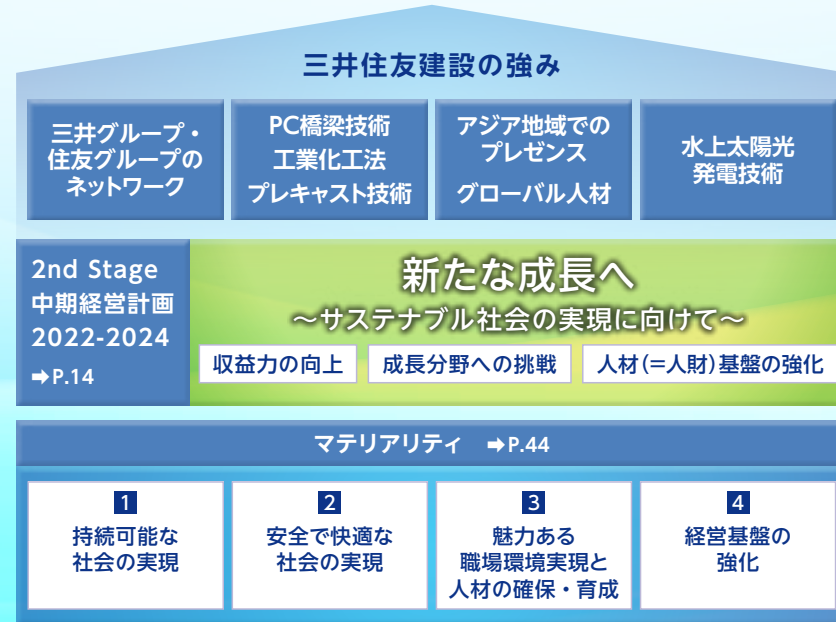 三井住友建設の強み
三井グループ・
住友グループの
ネットワーク
PC橋梁技術
工業化工法
プレキャスト技術
アジア地域での
プレゼンス
グローバル人材
水上太陽光
発電技術
2nd Stage
中期経営計画
2022-2024
➡P.14
新たな成長へ
～サステナブル社会の実現に向けて～
収益力の向上
成長分野への挑戦
人材(=人財)基盤の強化
マテリアリティ ➡P.44
1
持続可能な
社会の実現
2
安全で快適な
社会の実現
3
魅力ある
職場環境実現と
人材の確保・育成
4
経営基盤の
強化